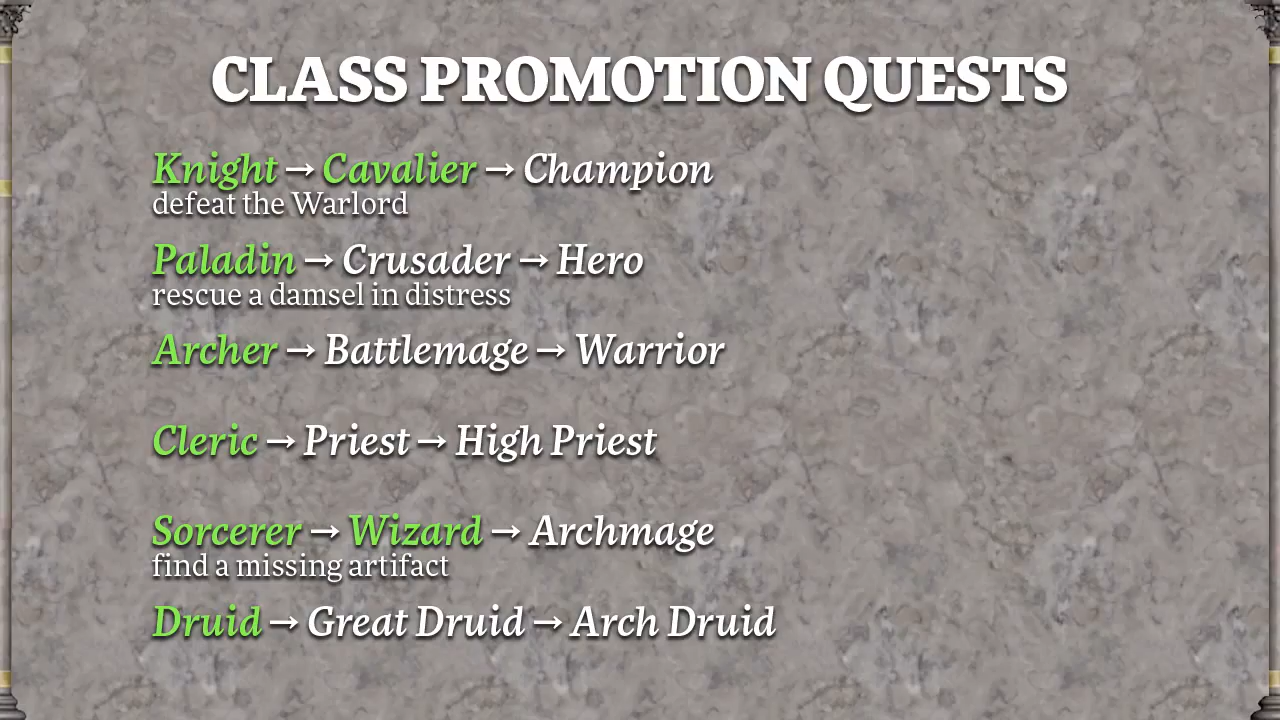 CLASS PROMOTION QUESTS
Knight → Cavalier → Champion
defeat the Warlord
Paladin → Crusader → Hero
rescue a damsel in distress
Archer → Battlemage → Warrior
Cleric → Priest → High Priest
Sorcerer → Wizard → Archmage
find a missing artifact
Druid → Great Druid → Arch Druid